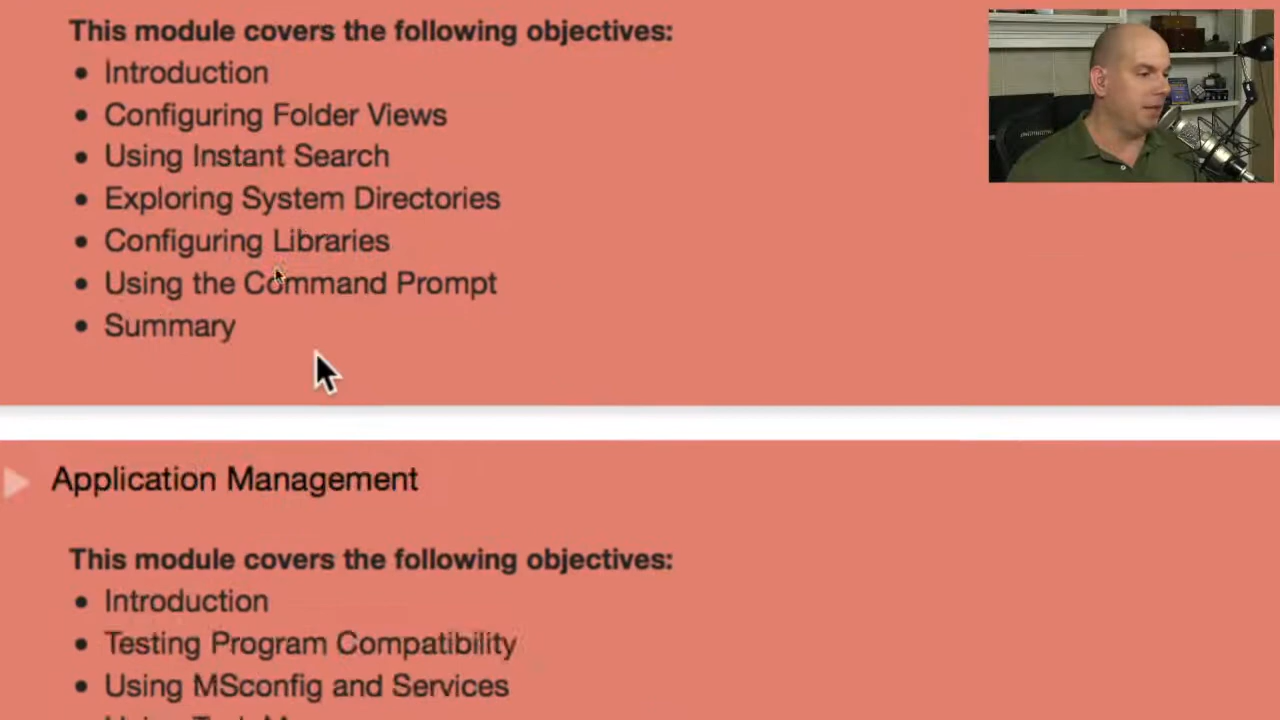 This module covers the following objectives:
• Introduction
• Configuring Folder Views
• Using Instant Search
• Exploring System Directories
• Configuring Libraries
• Using the Command Prompt
• Summary
Application Management
This module covers the following objectives:
• Introduction
• Testing Program Compatibility
• Using MSconfig and Services